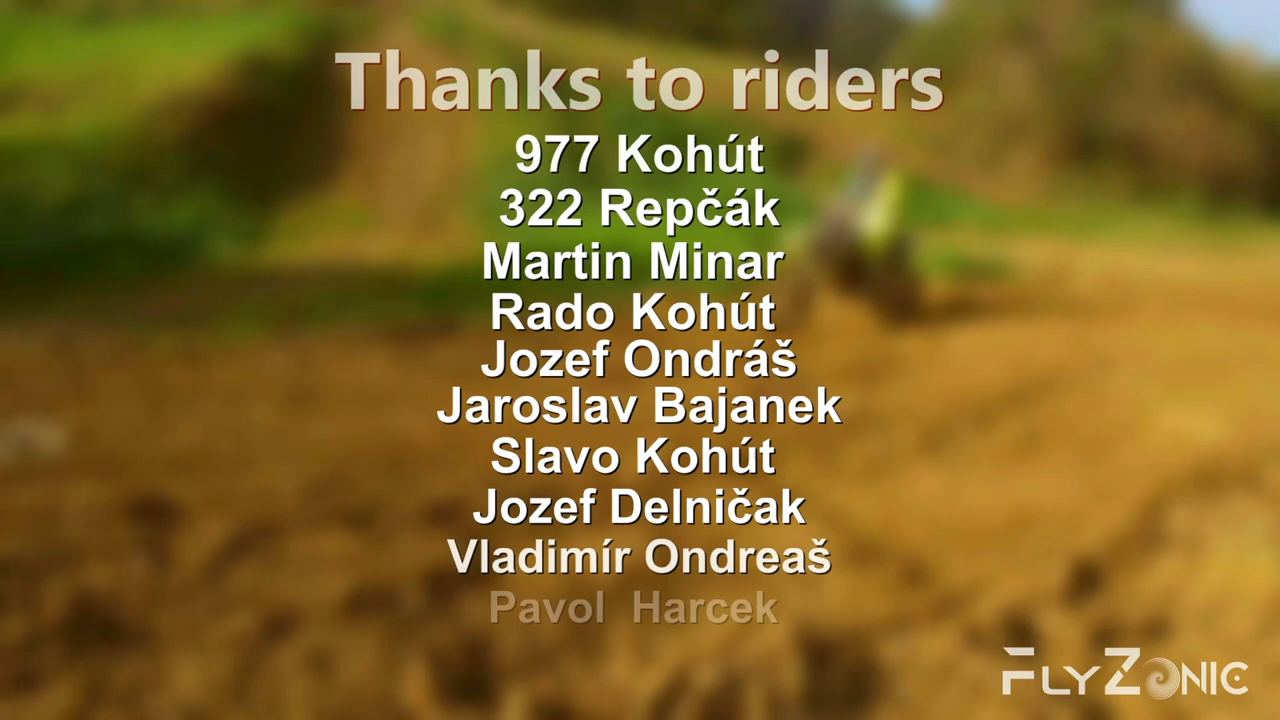 Thanks to riders
977 Kohút
322 Repčák
Martin Minar
Rado Kohút
Jozef Ondráš
Jaroslav Bajanek
Slavo Kohút
Jozef Delničak
Vladimír Ondreaš
Pavol Harcek
FLYZONIC